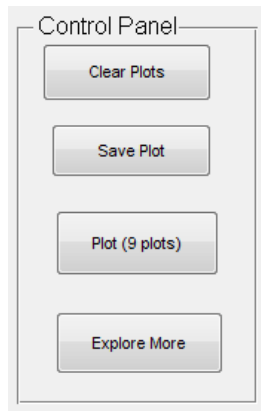 Control Panel
Clear Plots
Save Plot
Plot (9 plots)
Explore More